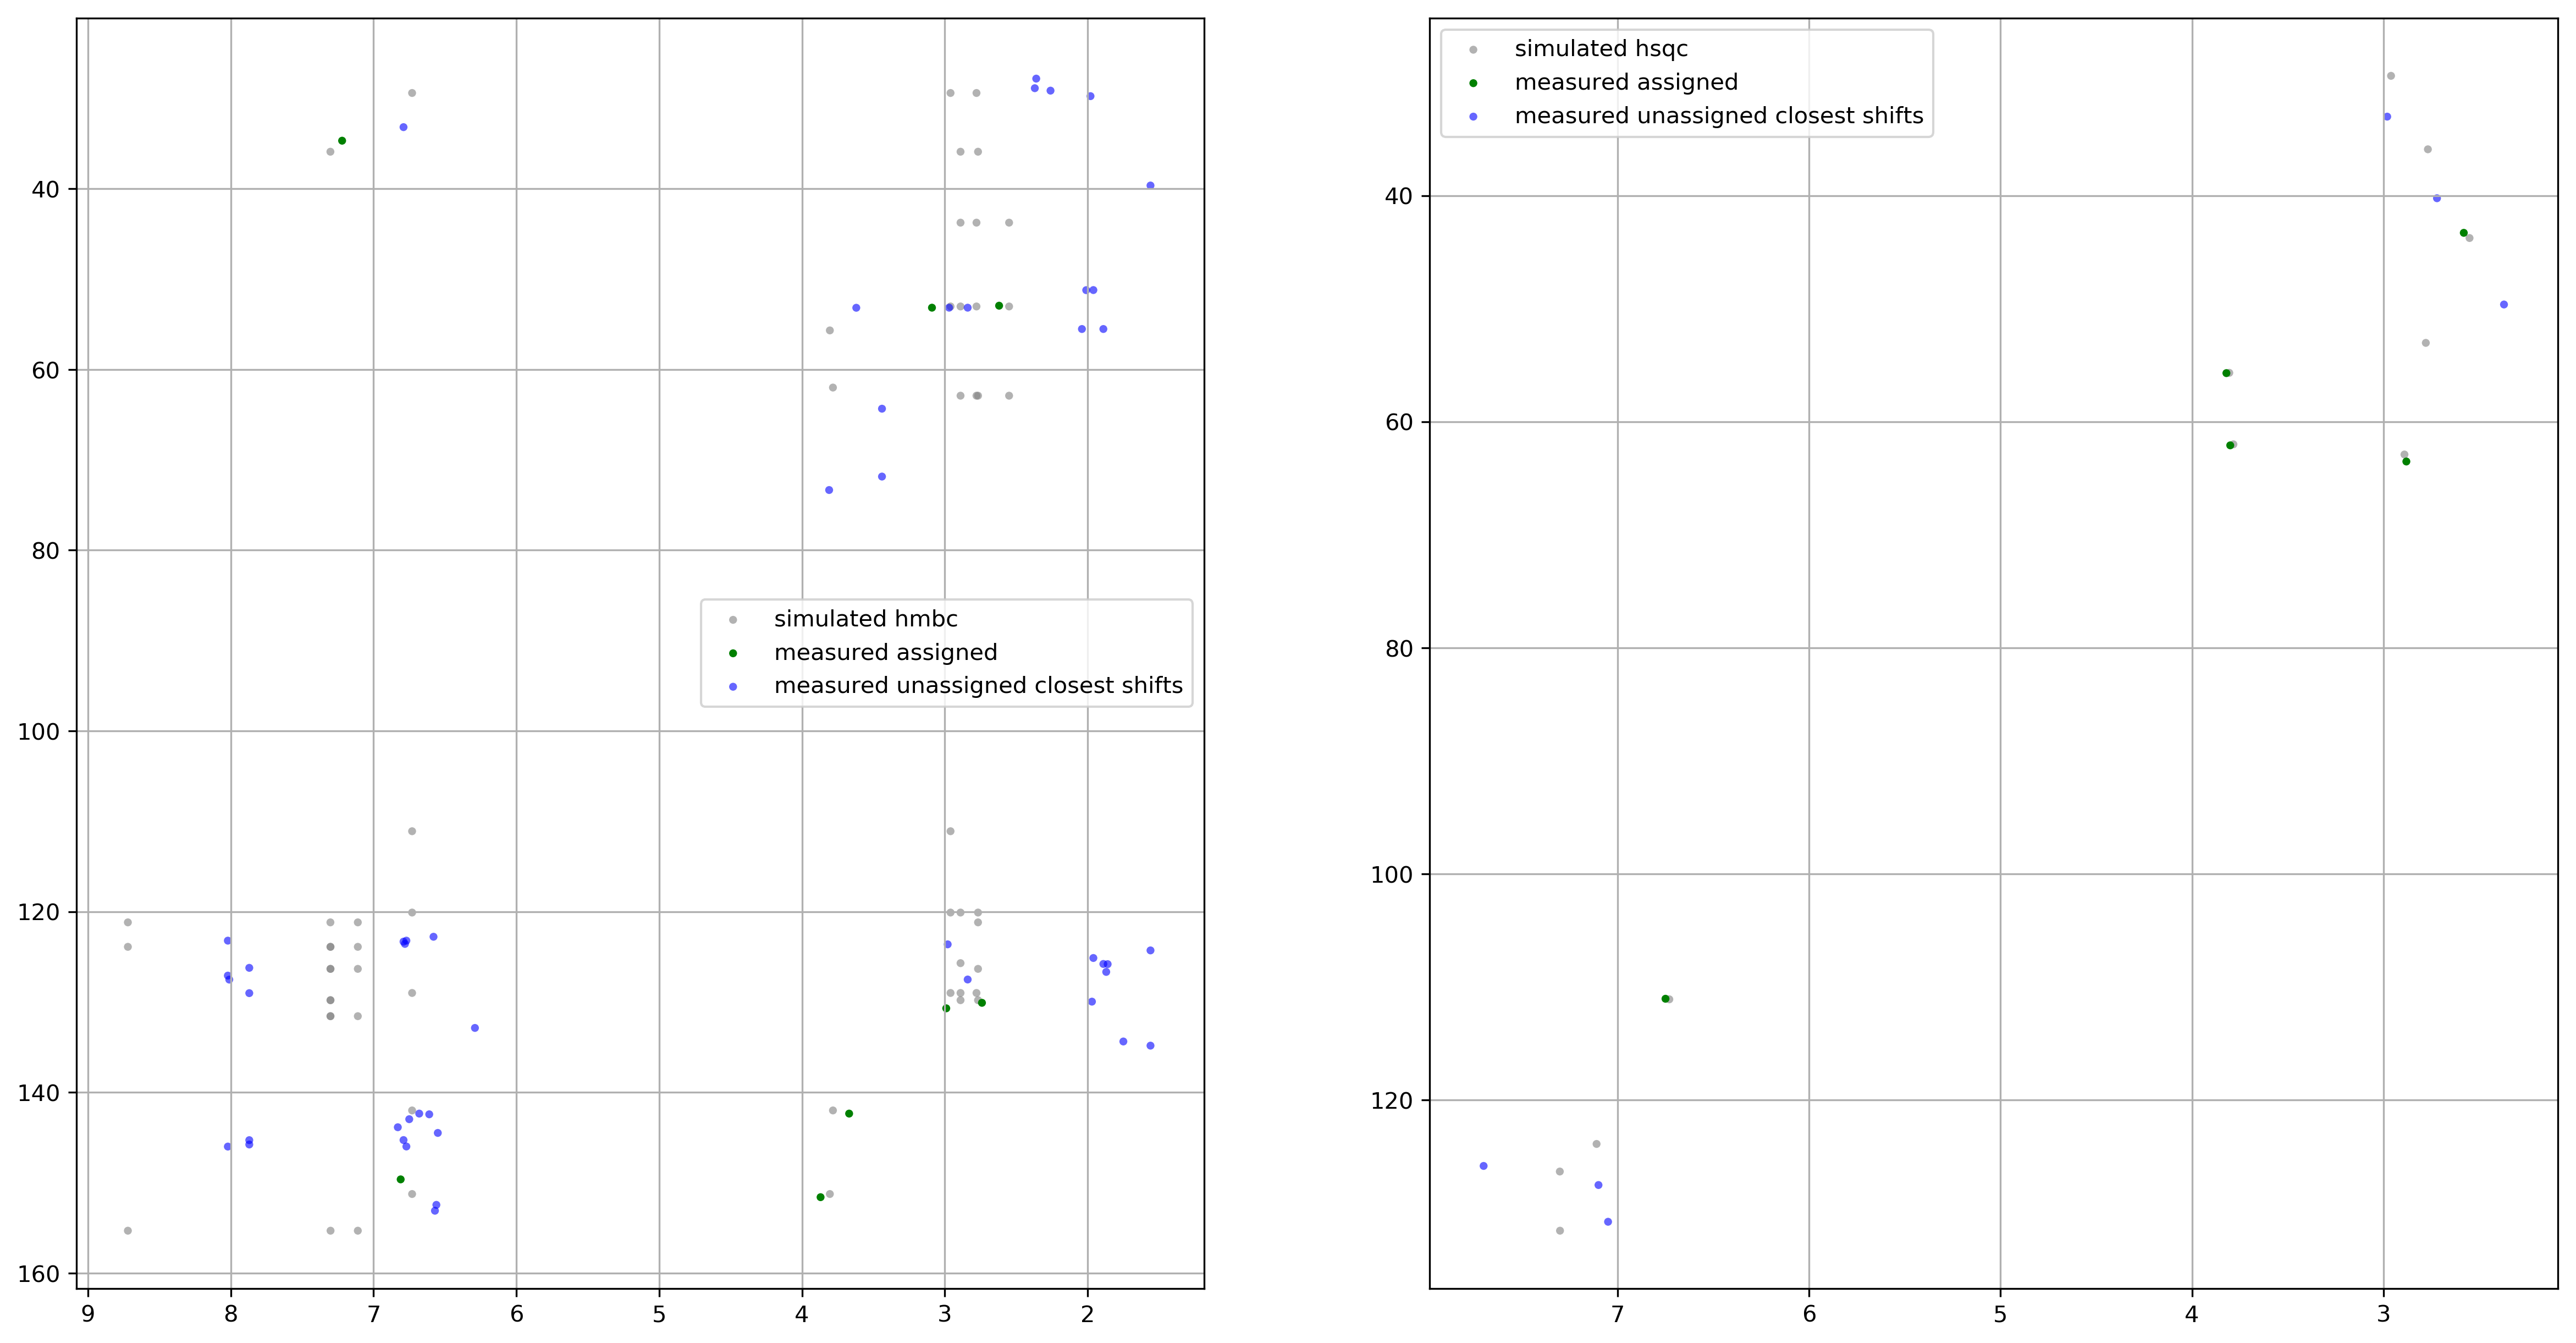 simulated hmbc
measured assigned
measured unassigned closest shifts
40
60
80
100
120
140
160
9 8 7 6 5 4 3 2
simulated hsqc
measured assigned
measured unassigned closest shifts
40
60
80
100
120
7 6 5 4 3